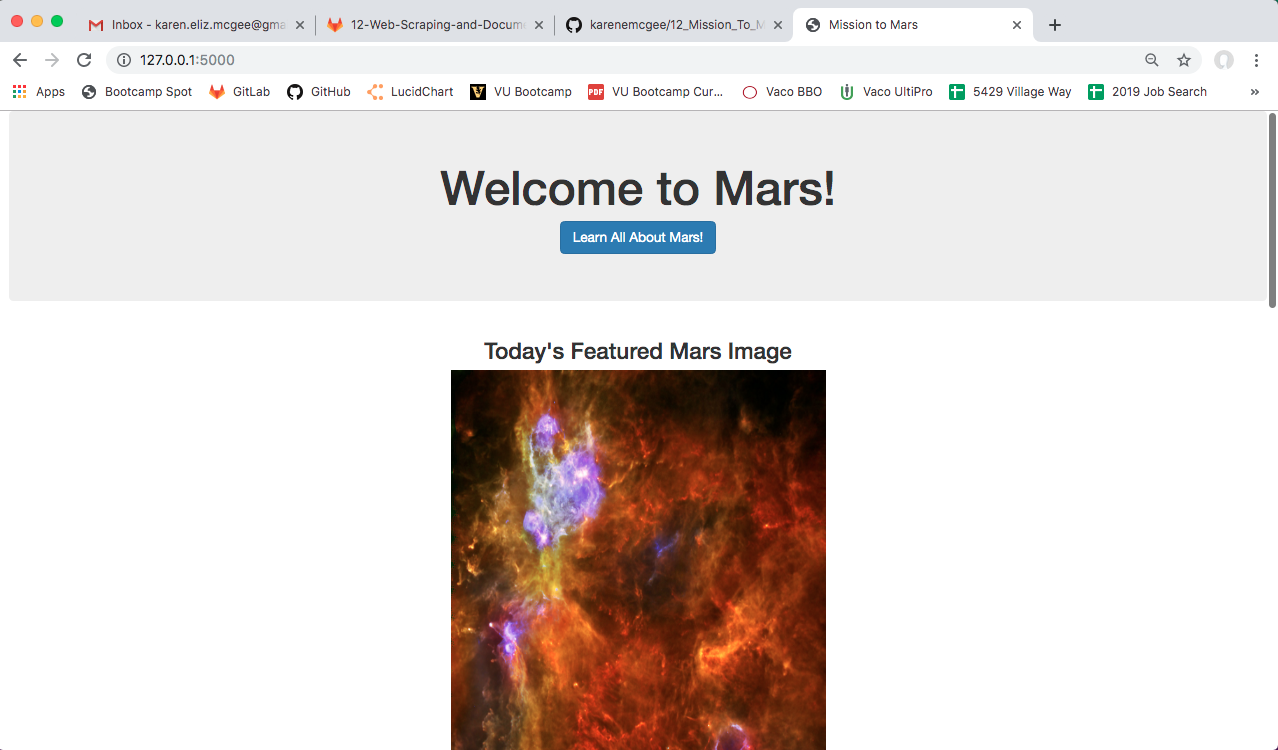 Inbox - karen.eliz.mcgee@gma
12-Web-Scraping-and-Docume
karenemcgee/12_Mission_To_M
Mission to Mars
127.0.0.1:5000
Apps
Bootcamp Spot
GitLab
GitHub
LucidChart
VU Bootcamp
PDF
VU Bootcamp Cur...
Vaco BBO
Vaco UltiPro
5429 Village Way
2019 Job Search
»
Welcome to Mars!
Learn All About Mars!
Today's Featured Mars Image